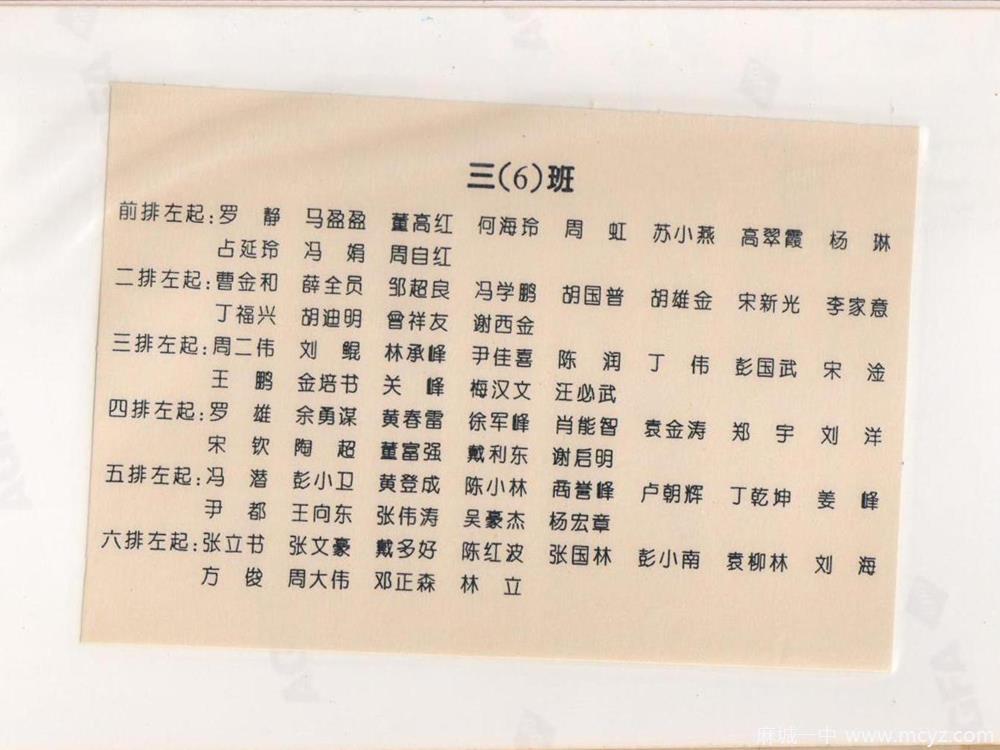 三(6)班
前排左起:罗 静 马盈盈 董高红 何海玲 周 虹 苏小燕 高翠霞 杨 琳
占延玲 冯 娟 周自红
二排左起:曹金和 薛全员 邹超良 冯学鹏 胡国普 胡雄金 宋新光 李家意
丁福兴 胡迪明 曾祥友 谢西金
三排左起:周二伟 刘 鲲 林承峰 尹佳喜 陈 润 丁 伟 彭国武 宋 淦
王 鹏 金培书 关 峰 梅汉文 汪必武
四排左起:罗 雄 余勇谋 黄春雷 徐军峰 肖能智 袁金涛 郑 宇 刘 洋
宋 钦 陶 超 董富强 戴利东 谢启明
五排左起:冯 潜 彭小卫 黄登成 陈小林 商誉峰 卢朝辉 丁乾坤 姜 峰
尹 都 王向东 张伟涛 吴豪杰 杨宏章
六排左起:张立书 张文豪 戴多好 陈红波 张国林 彭小南 袁柳林 刘 海
方 俊 周大伟 邓正森 林 立
AGFA
麻城一中 www.mcyz.com